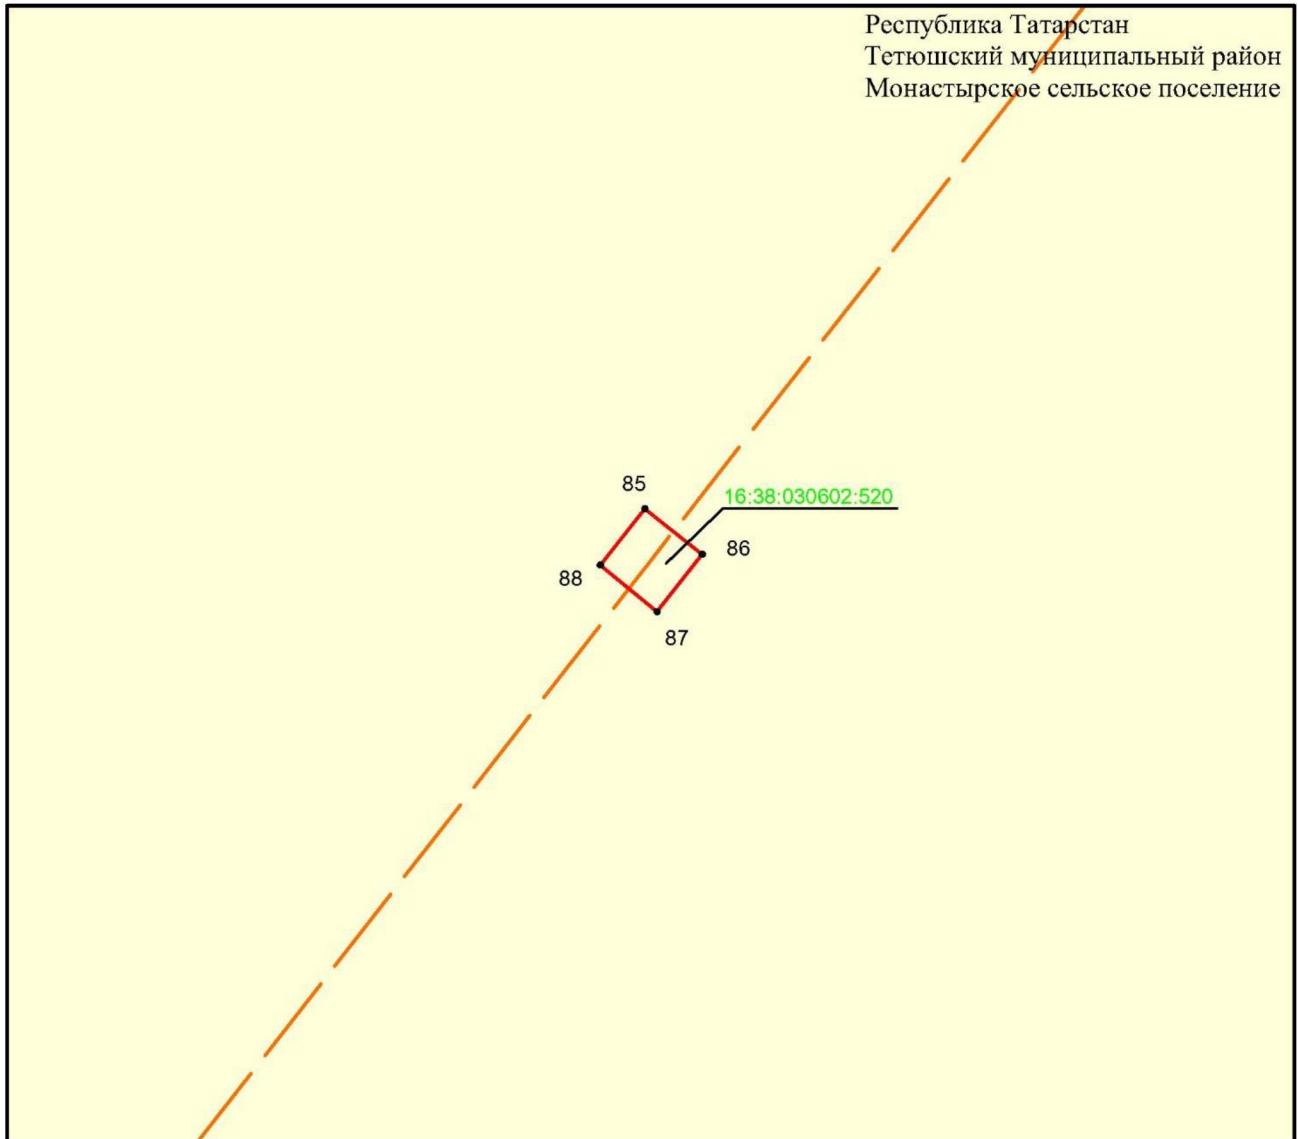 Республика Татарстан
Тетюшский муниципальный район
Монастырское сельское поселение
85
16:38:030602:520
86
88
87